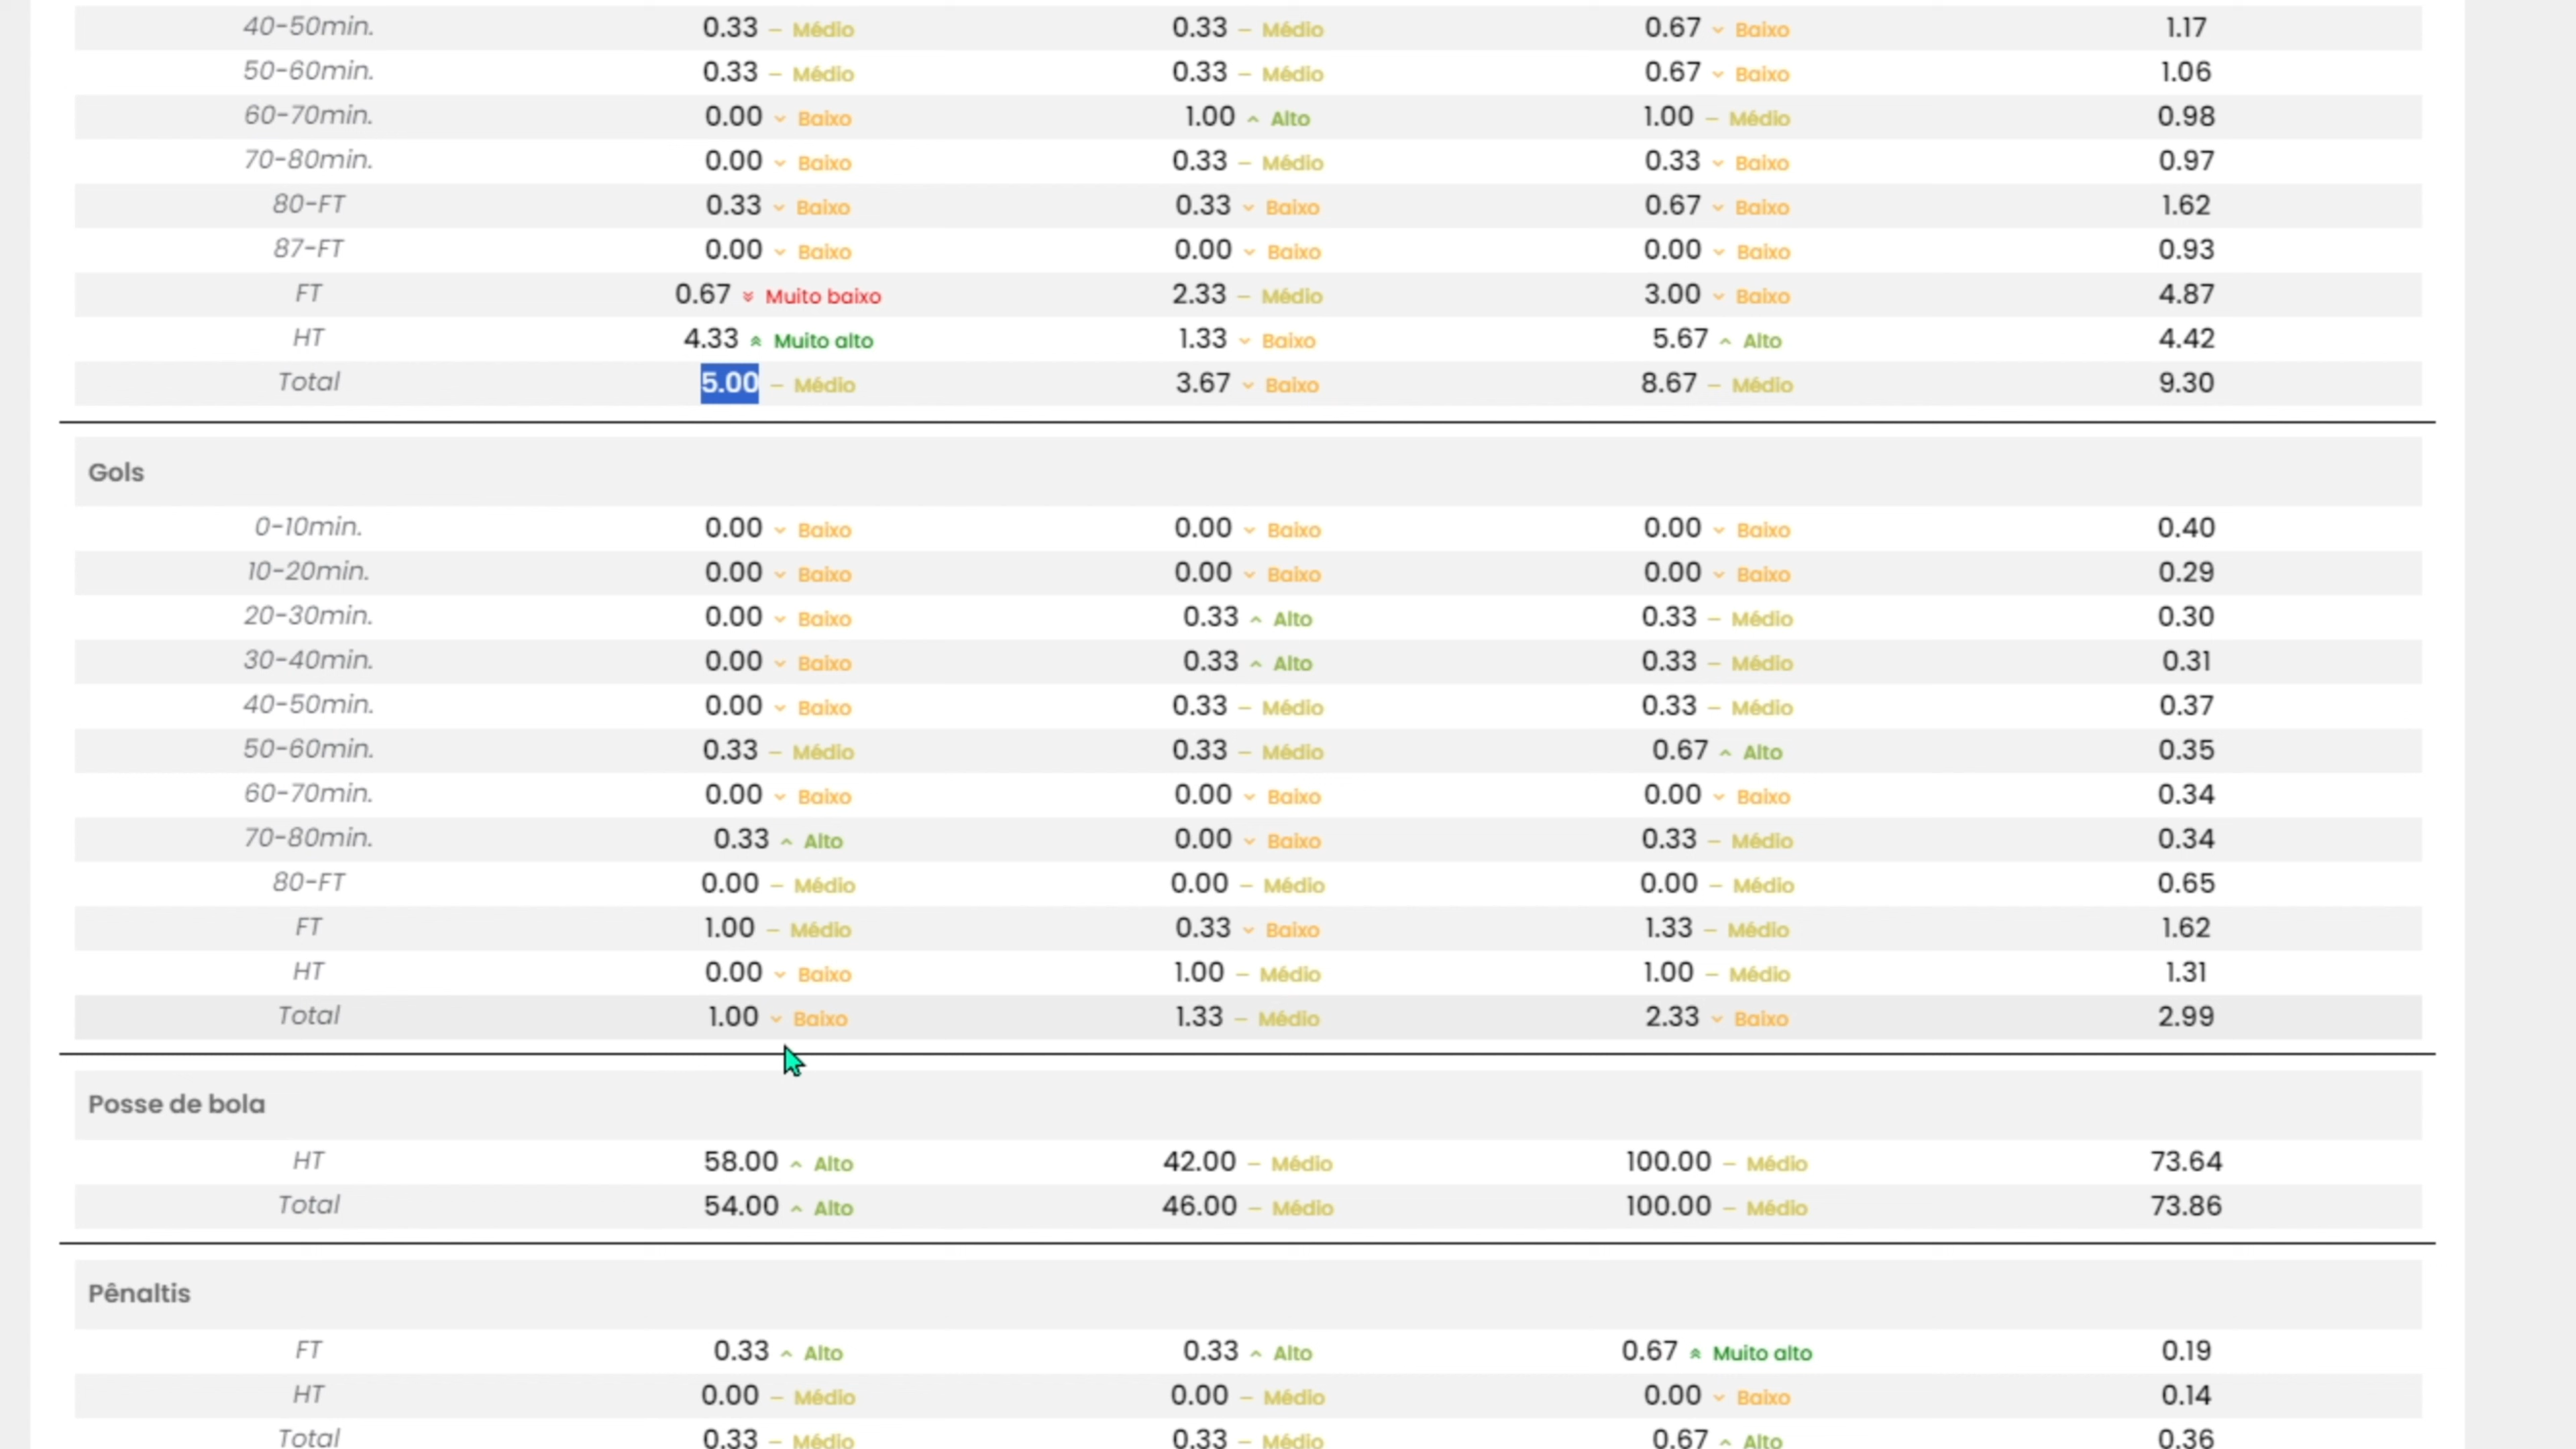 40-50min. 0.33 – Médio 0.33 – Médio 0.67 Baixo 1.17
50-60min. 0.33 – Médio 0.33 – Médio 0.67 Baixo 1.06
60-70min. 0.00 Baixo 1.00 Alto 1.00 – Médio 0.98
70-80min. 0.00 Baixo 0.33 – Médio 0.33 Baixo 0.97
80-FT 0.33 Baixo 0.33 Baixo 0.67 Baixo 1.62
87-FT 0.00 Baixo 0.00 Baixo 0.00 Baixo 0.93
FT 0.67 Muito baixo 2.33 – Médio 3.00 Baixo 4.87
HT 4.33 Muito alto 1.33 Baixo 5.67 Alto 4.42
Total 5.00 – Médio 3.67 Baixo 8.67 – Médio 9.30
Gols
0-10min. 0.00 Baixo 0.00 Baixo 0.00 Baixo 0.40
10-20min. 0.00 Baixo 0.00 Baixo 0.00 Baixo 0.29
20-30min. 0.00 Baixo 0.33 Alto 0.33 – Médio 0.30
30-40min. 0.00 Baixo 0.33 Alto 0.33 – Médio 0.31
40-50min. 0.00 Baixo 0.33 – Médio 0.33 – Médio 0.37
50-60min. 0.33 – Médio 0.33 – Médio 0.67 Alto 0.35
60-70min. 0.00 Baixo 0.00 Baixo 0.00 Baixo 0.34
70-80min. 0.33 Alto 0.00 Baixo 0.33 – Médio 0.34
80-FT 0.00 – Médio 0.00 – Médio 0.00 – Médio 0.65
FT 1.00 – Médio 0.33 Baixo 1.33 – Médio 1.62
HT 0.00 Baixo 1.00 – Médio 1.00 – Médio 1.31
Total 1.00 Baixo 1.33 – Médio 2.33 Baixo 2.99
Posse de bola
HT 58.00 Alto 42.00 – Médio 100.00 – Médio 73.64
Total 54.00 Alto 46.00 – Médio 100.00 – Médio 73.86
Pênaltis
FT 0.33 Alto 0.33 Alto 0.67 Muito alto 0.19
HT 0.00 – Médio 0.00 – Médio 0.00 Baixo 0.14
Total 0.33 – Médio 0.33 – Médio 0.67 Alto 0.36